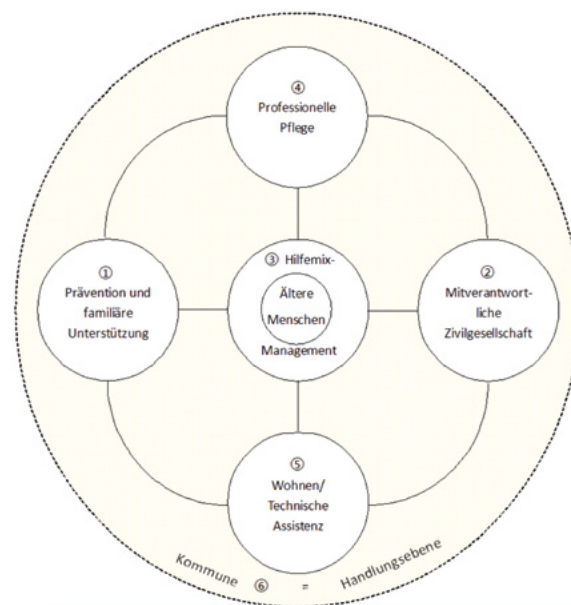 ④
Professionelle
Pflege
①
Prävention und
familiäre
Unterstützung
③ Hilfemix-
Ältere
Menschen
Management
②
Mitverantwort-
liche
Zivilgesellschaft
⑤
Wohnen/
Technische
Assistenz
Kommune ⑥ = Handlungsebene